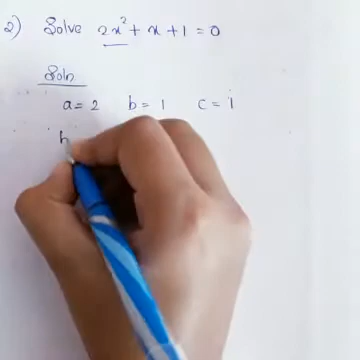 2) Solve 2x² + x + 1 = 0
Soln
a = 2 b = 1 c = 1
b